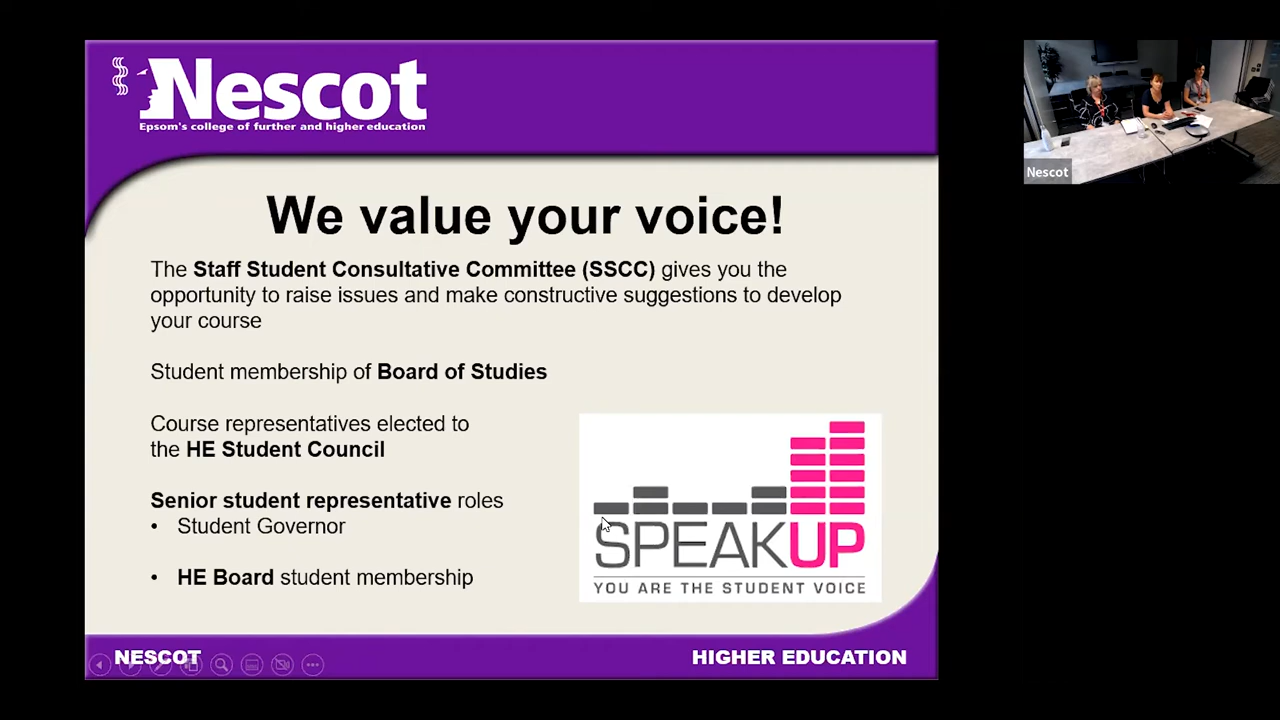 Nescot
Epsom's college of further and higher education
We value your voice!
The Staff Student Consultative Committee (SSCC) gives you the
opportunity to raise issues and make constructive suggestions to develop
your course
Student membership of Board of Studies
Course representatives elected to
the HE Student Council
Senior student representative roles
• Student Governor
• HE Board student membership
SPEAKUP
YOU ARE THE STUDENT VOICE
NESCOT
HIGHER EDUCATION
Nescot